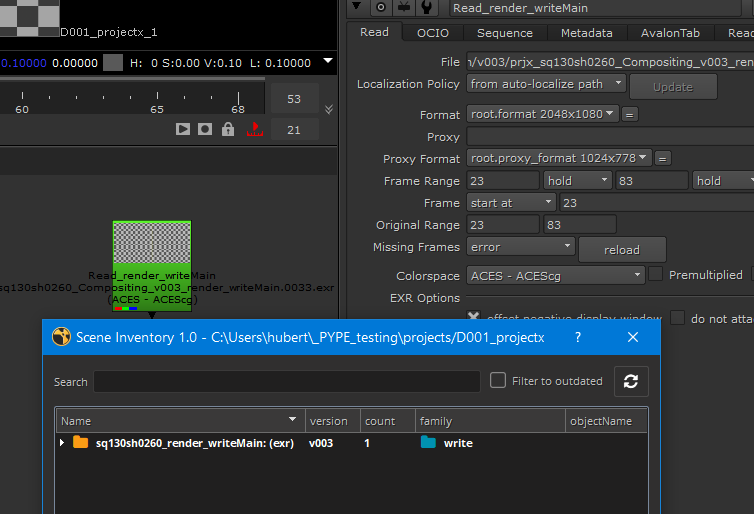 Read_render_writeMain
D001_projectx_1
Read OCIO Sequence Metadata AvalonTab Read
0.10000 0.00000 H: 0 S:0.00 V:0.10 L: 0.10000
File /v003/prjx_sq130sh0260_Compositing_v003_ren
Localization Policy from auto-localize path Update
60 65 68 53
Format root.format 2048x1080 =
21
Proxy
Proxy Format root.proxy_format 1024x778 =
Frame Range 23 hold 83 hold
Frame start at 23
Original Range 23 83
Missing Frames error reload
Read_render_writeMain
sq130sh0260_Compositing_v003_render_writeMain.0033.exr
(ACES - ACEScg)
Colorspace ACES - ACEScg Premultiplied
EXR Options
offset negative display window do not atta
Scene Inventory 1.0 - C:\Users\hubert\_PYPE_testing\projects/D001_projectx ?
Search Filter to outdated
Name version count family objectName
sq130sh0260_render_writeMain: (exr) v003 1 write